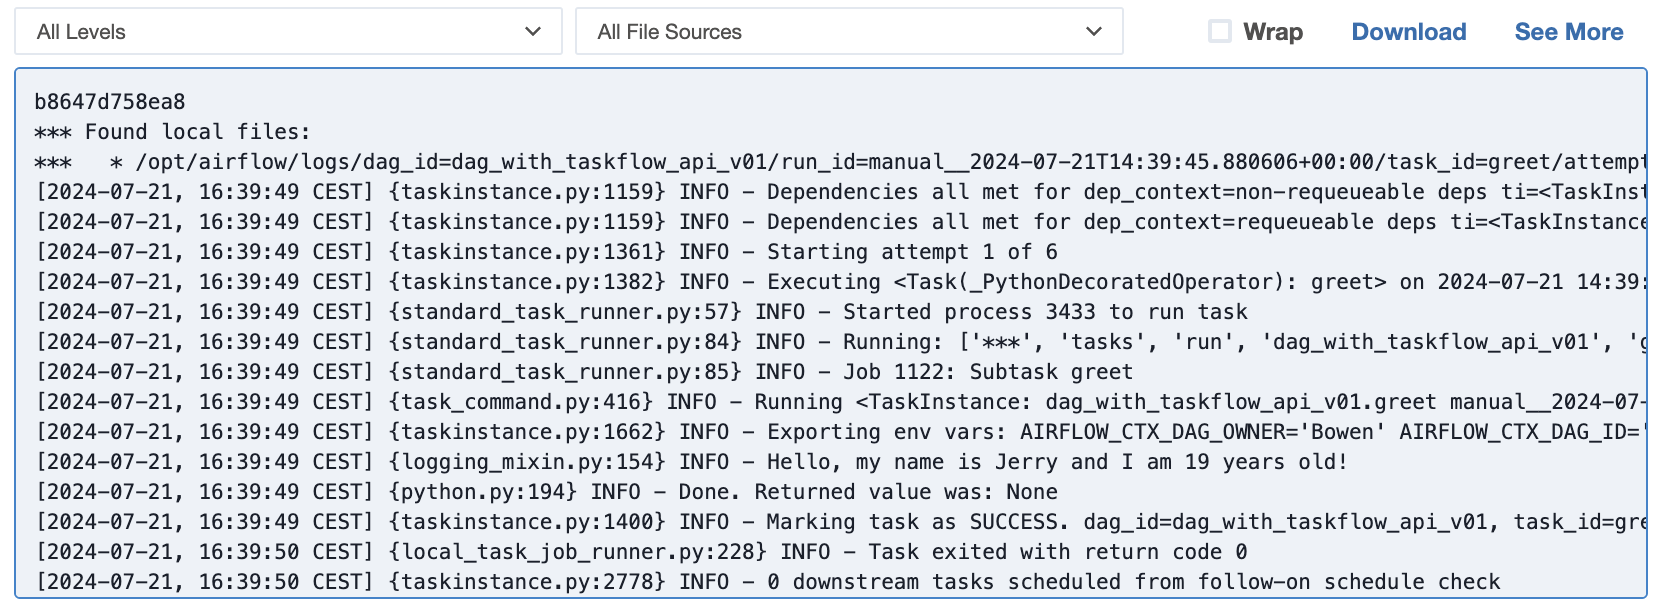 All Levels All File Sources Wrap Download See More
b8647d758ea8
*** Found local files:
***   * /opt/airflow/logs/dag_id=dag_with_taskflow_api_v01/run_id=manual__2024-07-21T14:39:45.880606+00:00/task_id=greet/attempt
[2024-07-21, 16:39:49 CEST] {taskinstance.py:1159} INFO - Dependencies all met for dep_context=non-requeueable deps ti=<TaskInst
[2024-07-21, 16:39:49 CEST] {taskinstance.py:1159} INFO - Dependencies all met for dep_context=requeueable deps ti=<TaskInstance
[2024-07-21, 16:39:49 CEST] {taskinstance.py:1361} INFO - Starting attempt 1 of 6
[2024-07-21, 16:39:49 CEST] {taskinstance.py:1382} INFO - Executing <Task(_PythonDecoratedOperator): greet> on 2024-07-21 14:39:
[2024-07-21, 16:39:49 CEST] {standard_task_runner.py:57} INFO - Started process 3433 to run task
[2024-07-21, 16:39:49 CEST] {standard_task_runner.py:84} INFO - Running: ['***', 'tasks', 'run', 'dag_with_taskflow_api_v01', 'g
[2024-07-21, 16:39:49 CEST] {standard_task_runner.py:85} INFO - Job 1122: Subtask greet
[2024-07-21, 16:39:49 CEST] {task_command.py:416} INFO - Running <TaskInstance: dag_with_taskflow_api_v01.greet manual__2024-07-
[2024-07-21, 16:39:49 CEST] {taskinstance.py:1662} INFO - Exporting env vars: AIRFLOW_CTX_DAG_OWNER='Bowen' AIRFLOW_CTX_DAG_ID='
[2024-07-21, 16:39:49 CEST] {logging_mixin.py:154} INFO - Hello, my name is Jerry and I am 19 years old!
[2024-07-21, 16:39:49 CEST] {python.py:194} INFO - Done. Returned value was: None
[2024-07-21, 16:39:49 CEST] {taskinstance.py:1400} INFO - Marking task as SUCCESS. dag_id=dag_with_taskflow_api_v01, task_id=gre
[2024-07-21, 16:39:50 CEST] {local_task_job_runner.py:228} INFO - Task exited with return code 0
[2024-07-21, 16:39:50 CEST] {taskinstance.py:2778} INFO - 0 downstream tasks scheduled from follow-on schedule check